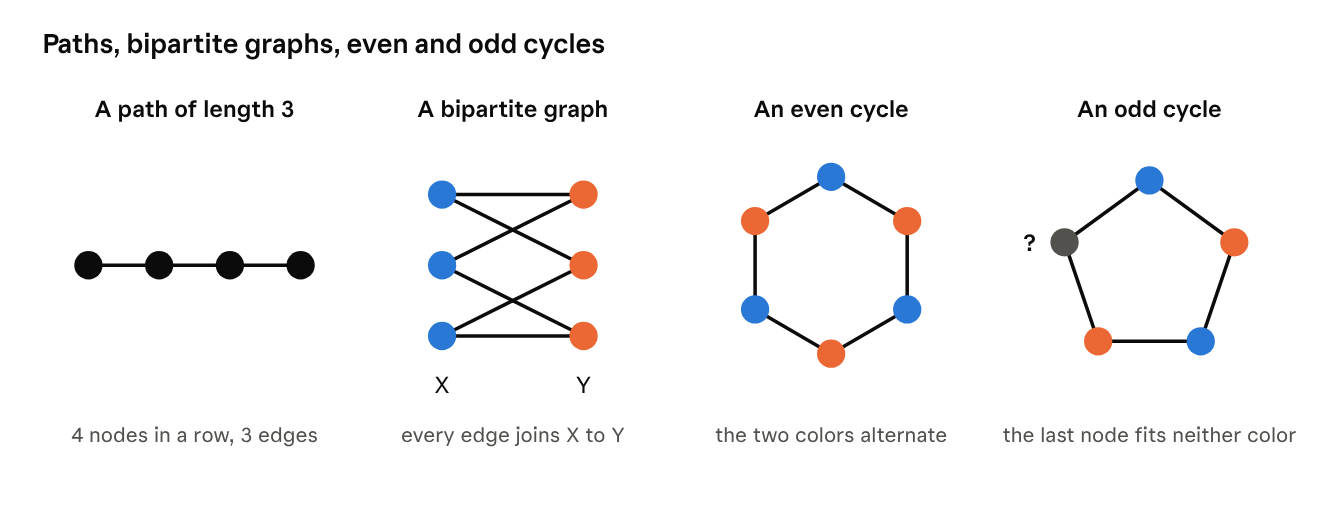 Paths, bipartite graphs, even and odd cycles
A path of length 3
A bipartite graph
An even cycle
An odd cycle
?
X
Y
4 nodes in a row, 3 edges
every edge joins X to Y
the two colors alternate
the last node fits neither color